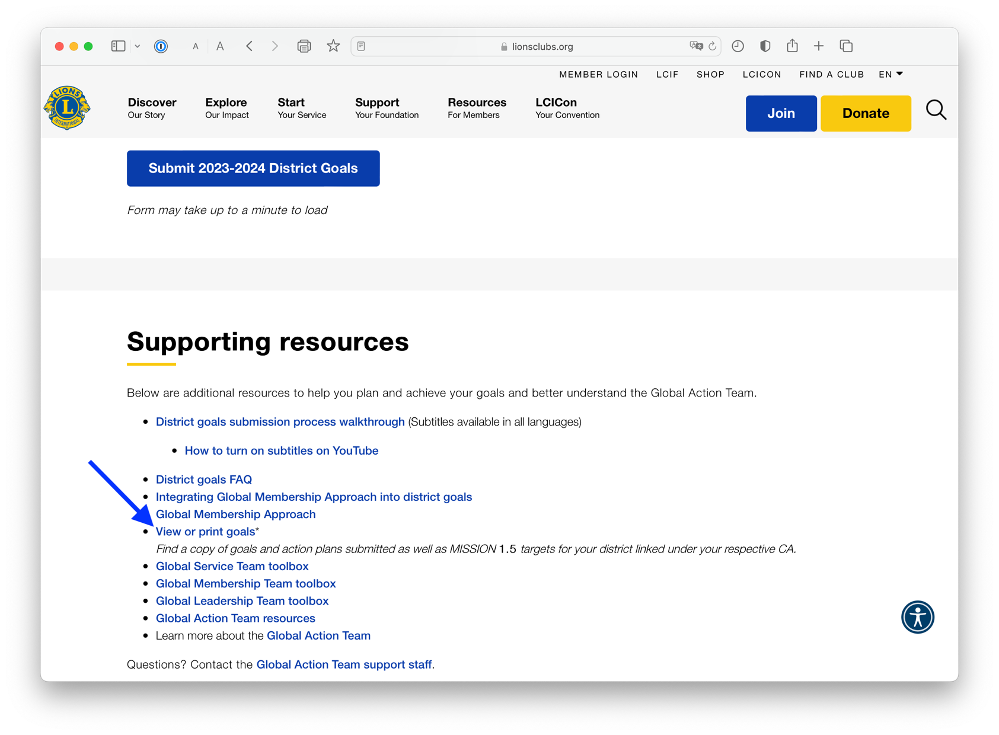 A A
lionsclubs.org
MEMBER LOGIN LCIF SHOP LCICON FIND A CLUB EN
LIONS
L
INTERNATIONAL
Discover
Our Story
Explore
Our Impact
Start
Your Service
Support
Your Foundation
Resources
For Members
LCICon
Your Convention
Join
Donate
Submit 2023-2024 District Goals
Form may take up to a minute to load
Supporting resources
Below are additional resources to help you plan and achieve your goals and better understand the Global Action Team.
• District goals submission process walkthrough (Subtitles available in all languages)
• How to turn on subtitles on YouTube
• District goals FAQ
• Integrating Global Membership Approach into district goals
Global Membership Approach
• View or print goals*
Find a copy of goals and action plans submitted as well as MISSION 1.5 targets for your district linked under your respective CA.
• Global Service Team toolbox
• Global Membership Team toolbox
• Global Leadership Team toolbox
• Global Action Team resources
• Learn more about the Global Action Team
Questions? Contact the Global Action Team support staff.